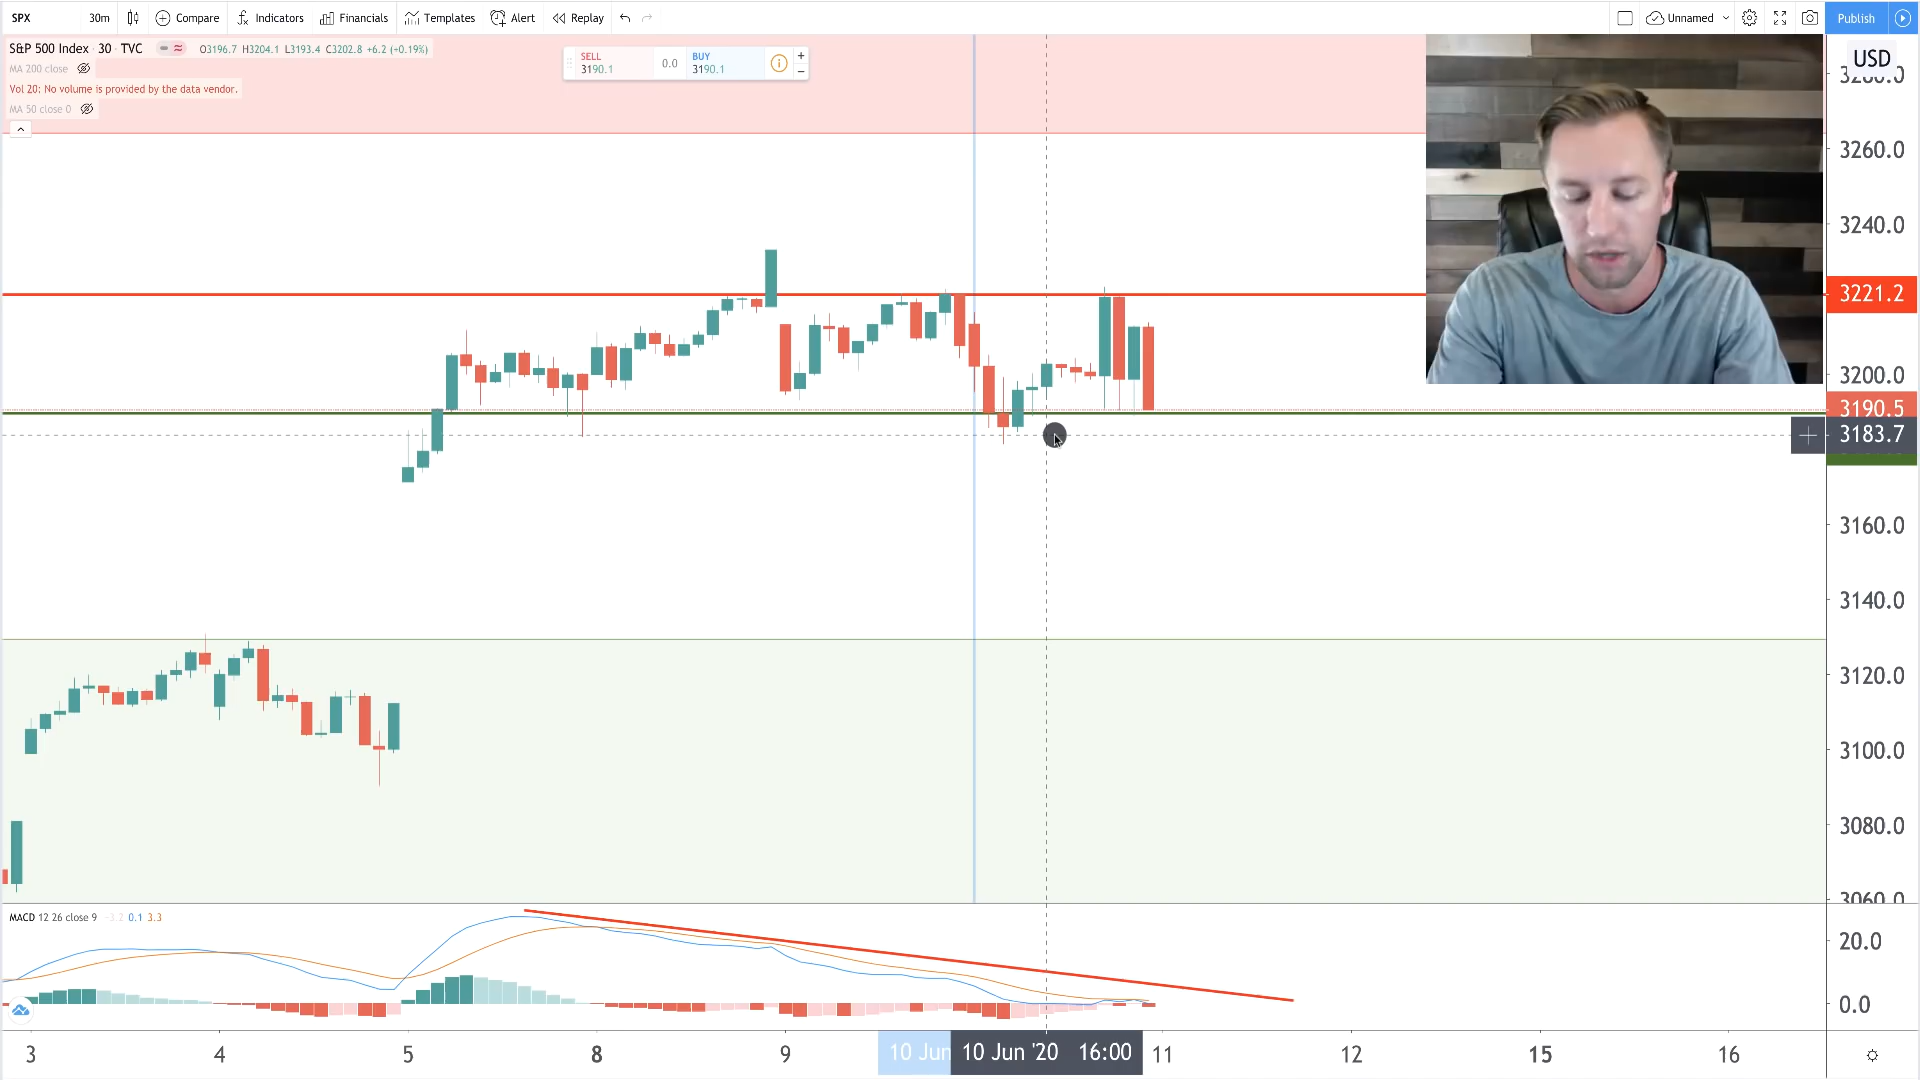 SPX 30m Compare Indicators Financials Templates Alert Replay Unnamed Publish
S&P 500 Index · 30 · TVC O3196.7 H3204.1 L3193.4 C3202.8 +6.2 (+0.19%)
MA 200 close
Vol 20: No volume is provided by the data vendor.
MA 50 close 0
SELL
3190.1
0.0
BUY
3190.1
USD
3260.0
3240.0
3221.2
3200.0
3190.5
3183.7
3160.0
3140.0
3120.0
3100.0
3080.0
3060.0
MACD 12 26 close 9 -3.2 0.1 3.3
20.0
0.0
3 4 5 8 9 10 Jun 10 Jun '20 16:00 11 12 15 16